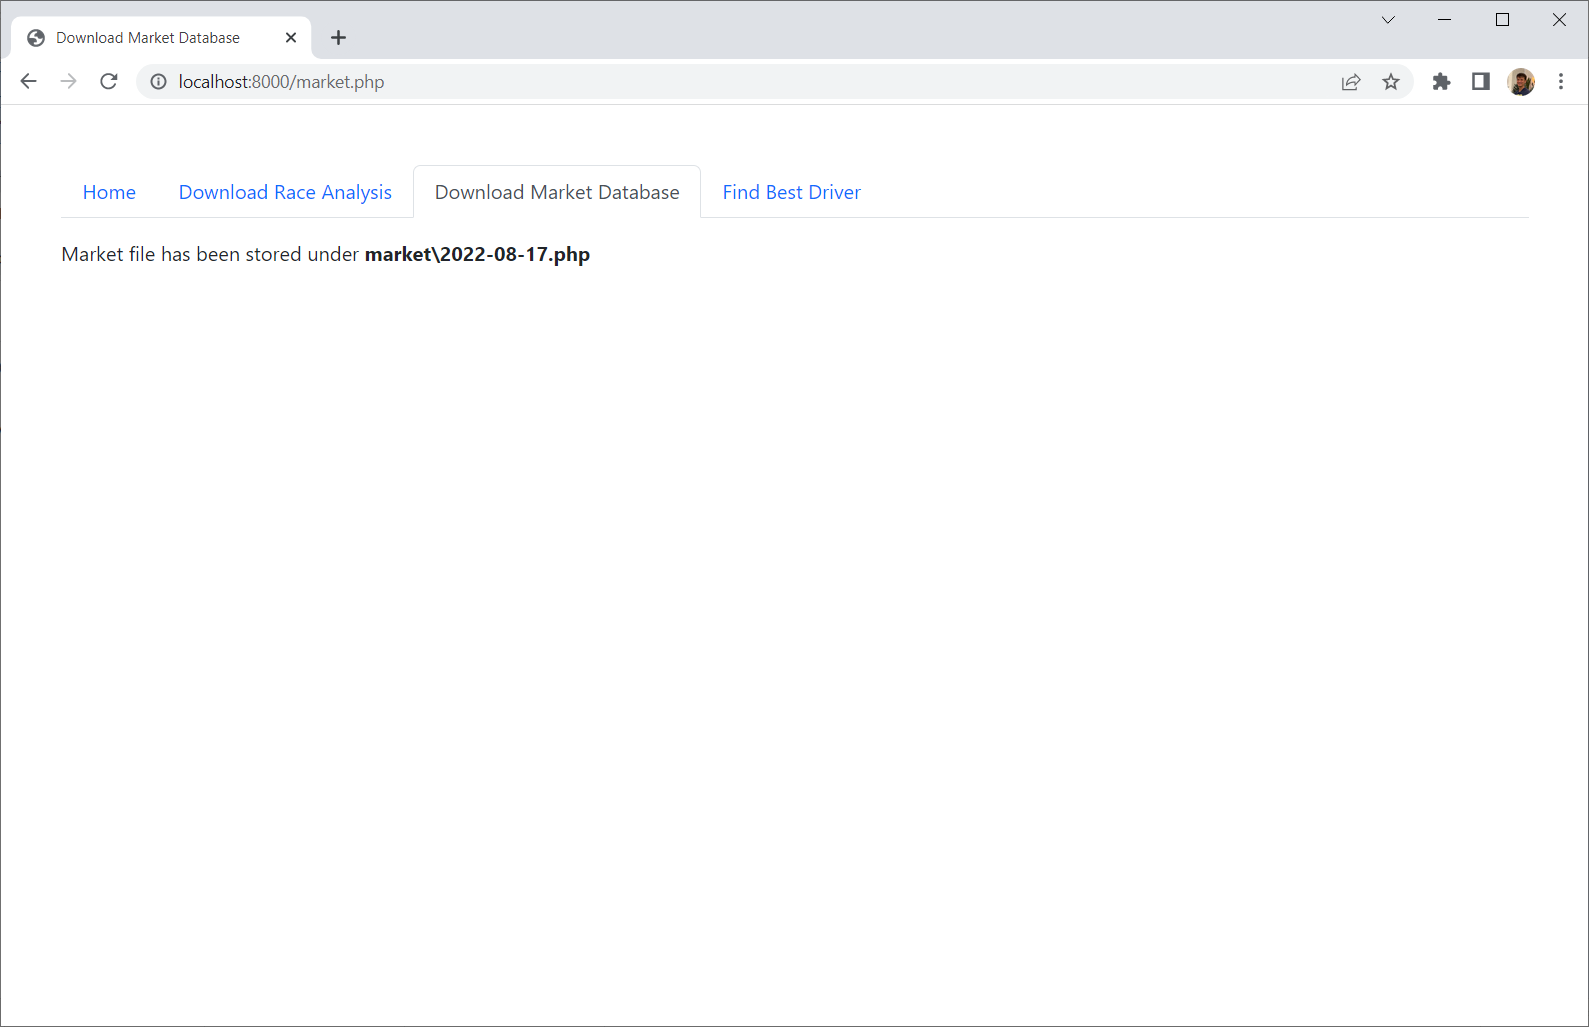 Download Market Database
localhost:8000/market.php
Home Download Race Analysis Download Market Database Find Best Driver
Market file has been stored under market\2022-08-17.php